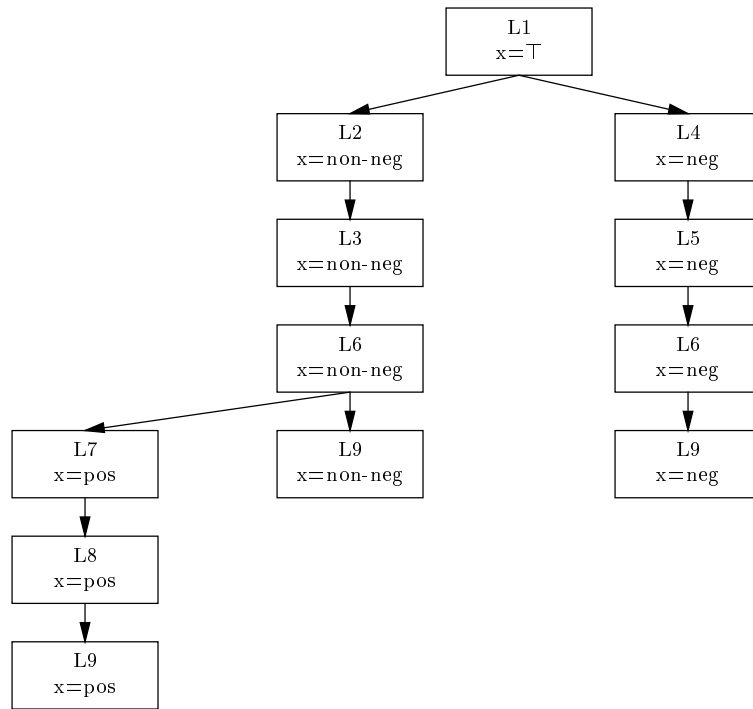 L1
x=⊤
L2
x=non-neg
L4
x=neg
L3
x=non-neg
L5
x=neg
L6
x=non-neg
L6
x=neg
L7
x=pos
L9
x=non-neg
L9
x=neg
L8
x=pos
L9
x=pos